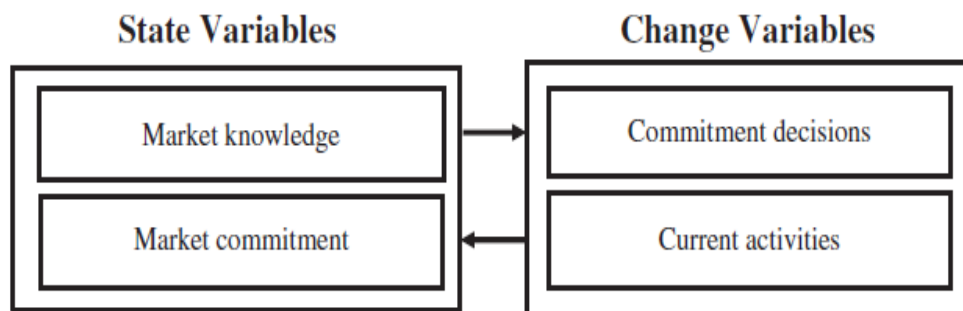 State Variables
Market knowledge
Market commitment
Change Variables
Commitment decisions
Current activities